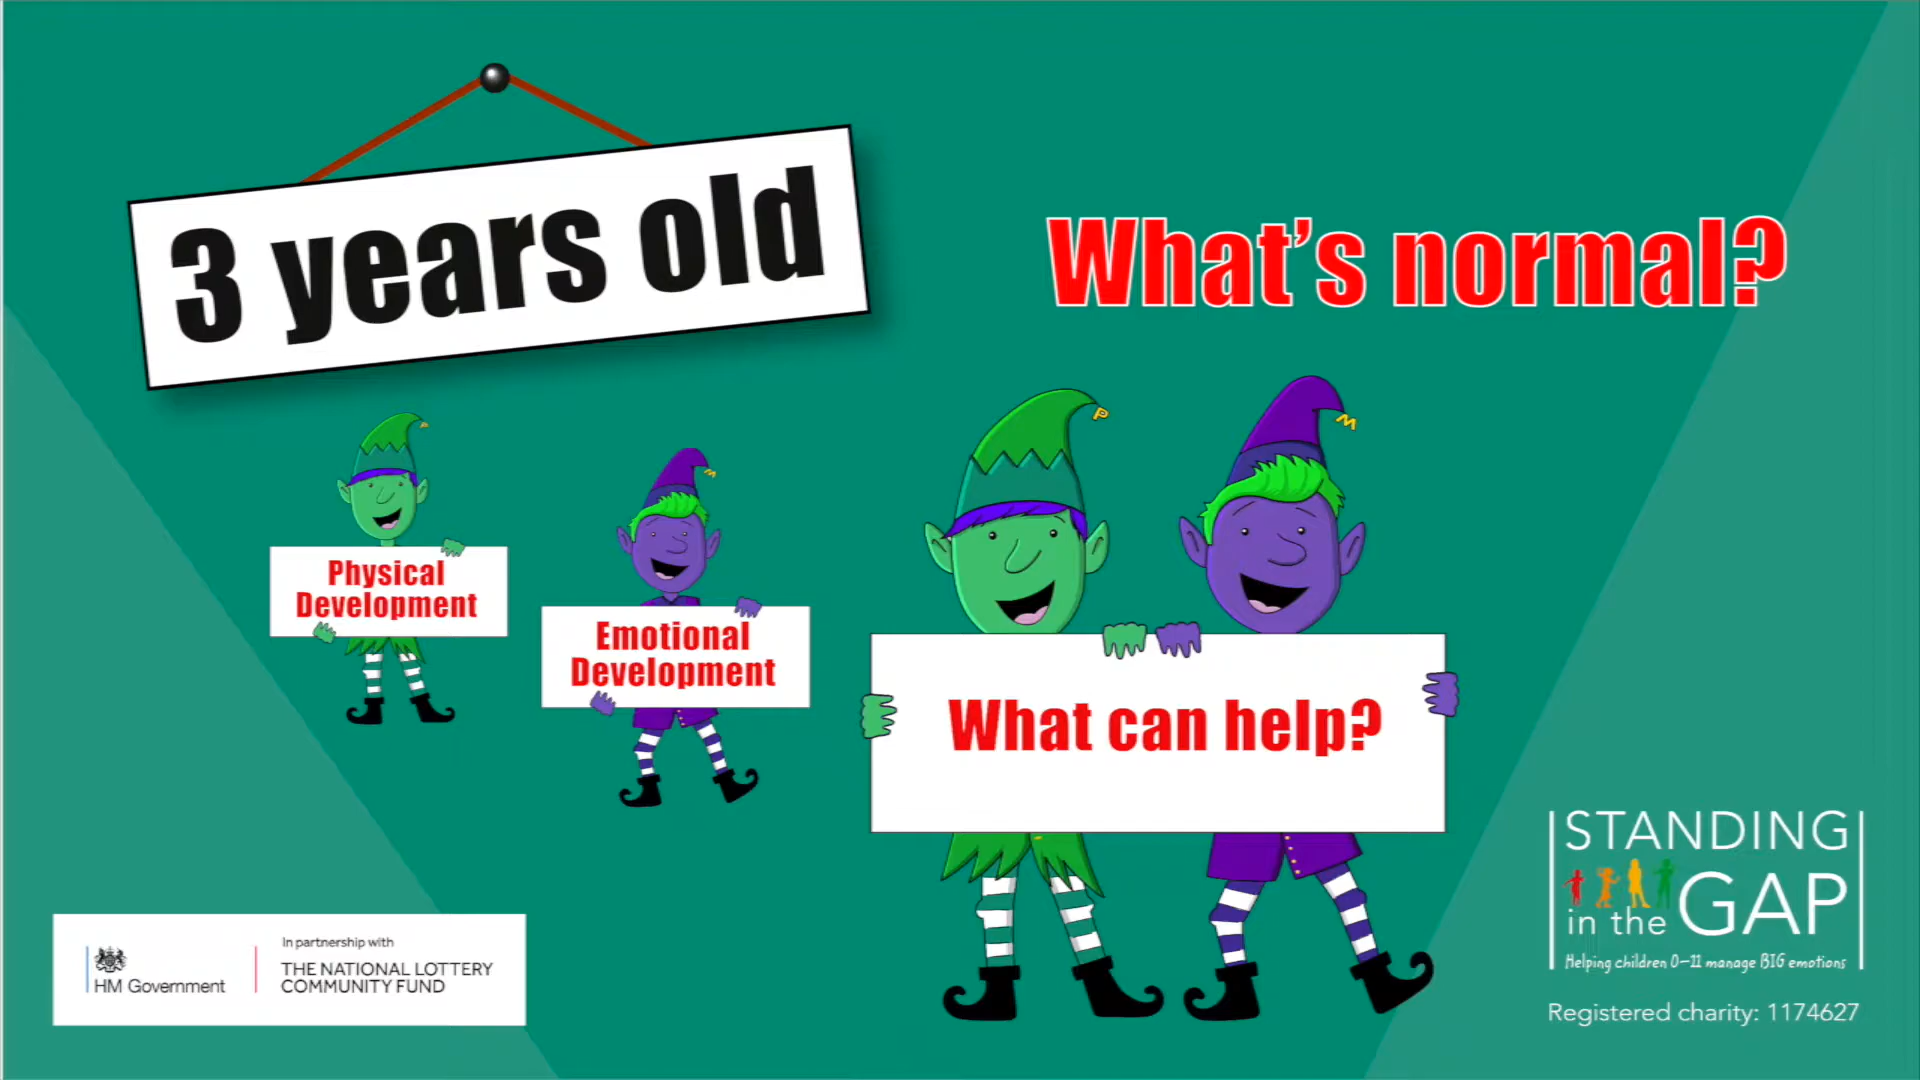 3 years old
What's normal?
P
M
P
M
Physical
Development
Emotional
Development
What can help?
HM Government
In partnership with
THE NATIONAL LOTTERY
COMMUNITY FUND
STANDING
in the GAP
Helping children 0–11 manage BIG emotions
Registered charity: 1174627